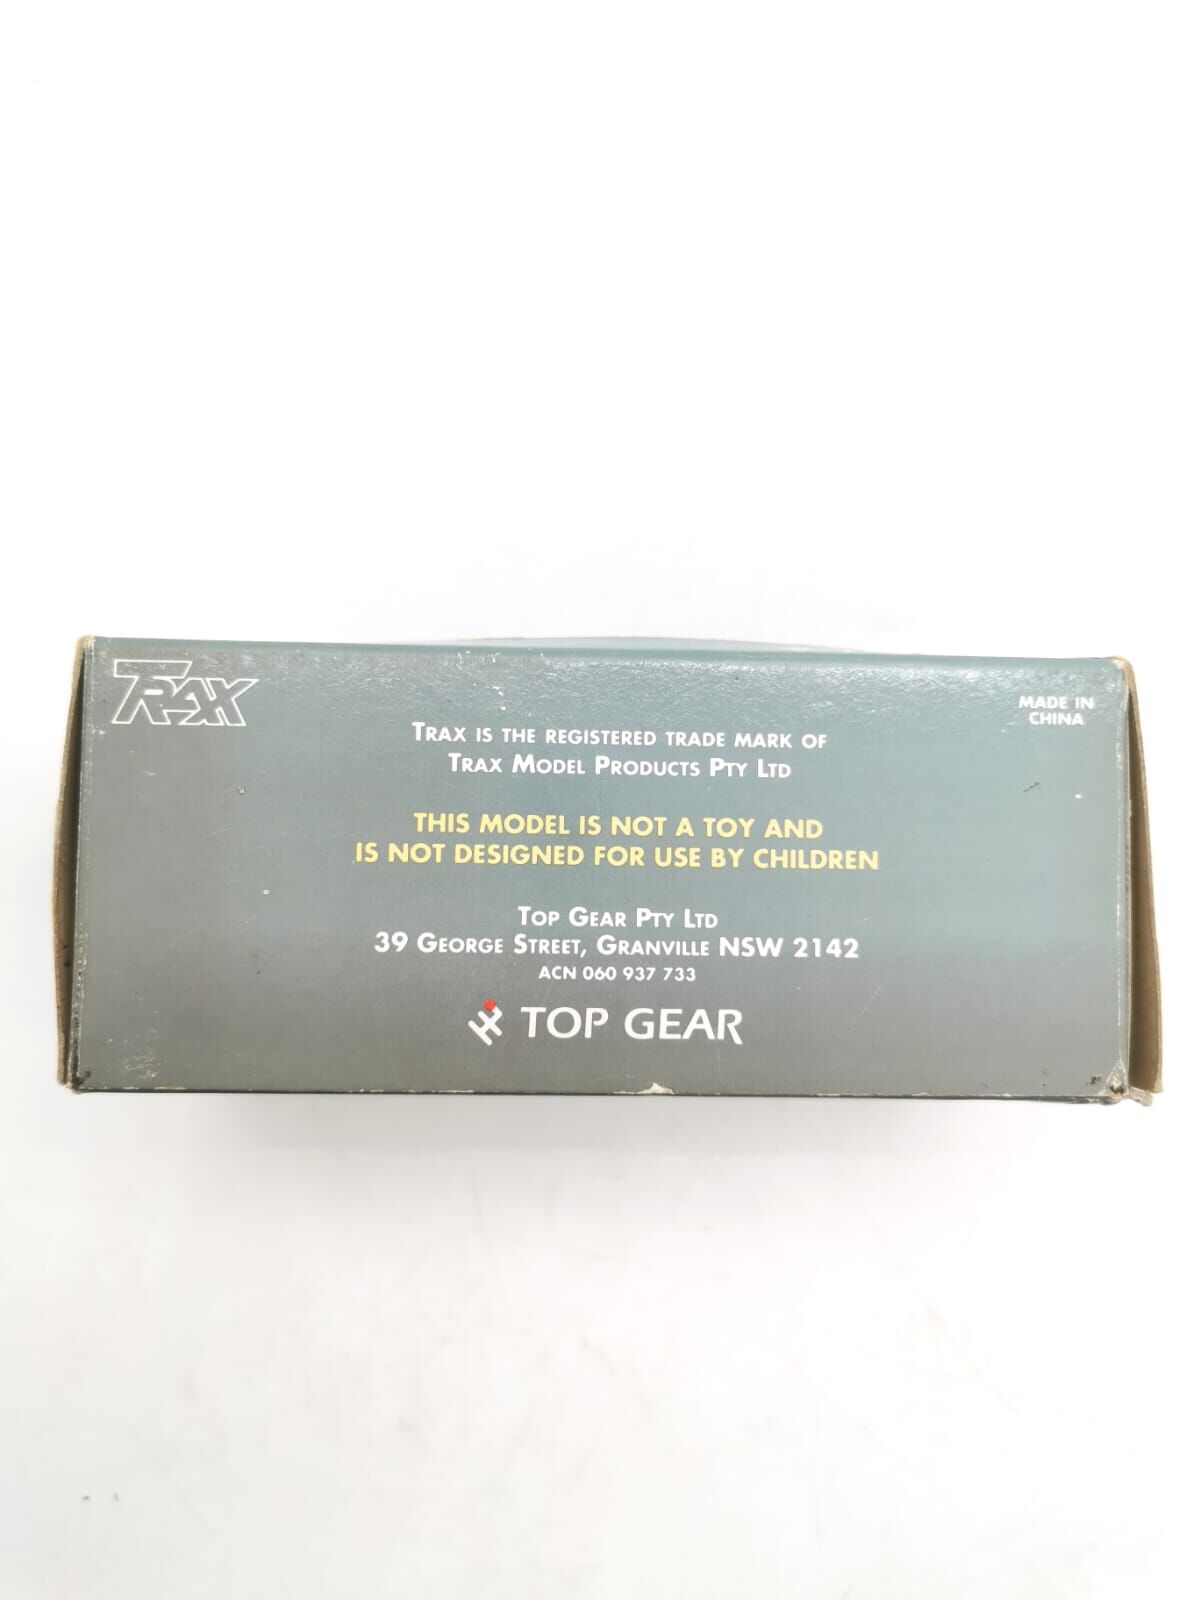 TRAX
MADE IN
CHINA
TRAX IS THE REGISTERED TRADE MARK OF
TRAX MODEL PRODUCTS PTY LTD
THIS MODEL IS NOT A TOY AND
IS NOT DESIGNED FOR USE BY CHILDREN
TOP GEAR PTY LTD
39 GEORGE STREET, GRANVILLE NSW 2142
ACN 060 937 733
TOP GEAR